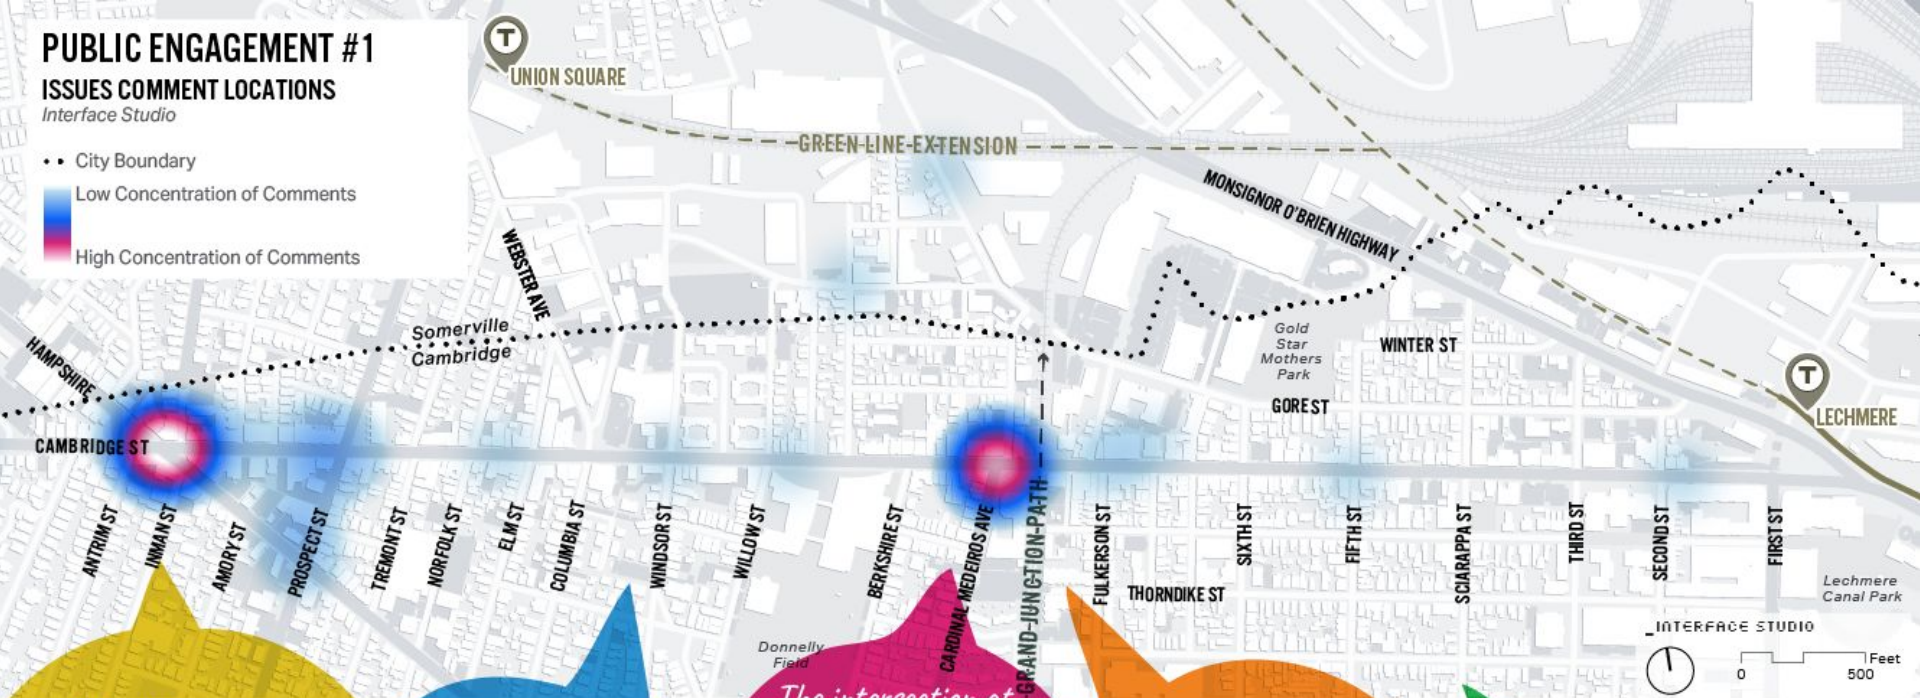 PUBLIC ENGAGEMENT #1
ISSUES COMMENT LOCATIONS
Interface Studio
City Boundary
Low Concentration of Comments
High Concentration of Comments
T
UNION SQUARE
GREEN LINE EXTENSION
MONSIGNOR O'BRIEN HIGHWAY
WEBSTER AVE
Somerville
Cambridge
HAMPSHIRE
CAMBRIDGE ST
Gold
Star
Mothers
Park
WINTER ST
GORE ST
T
LECHMERE
ANTRIM ST
INMAN ST
AMORY ST
PROSPECT ST
TREMONT ST
NORFOLK ST
ELM ST
COLUMBIA ST
WINDSOR ST
WILLOW ST
BERKSHIRE ST
CARDINAL MEDEIROS AVE
GRAND JUNCTION PATH
FULKERSON ST
THORNDIKE ST
SIXTH ST
FIFTH ST
SCIARAPPA ST
THIRD ST
SECOND ST
FIRST ST
Lechmere
Canal Park
Donnelly
Field
The intersection of
_INTERFACE STUDIO
Feet
0 500